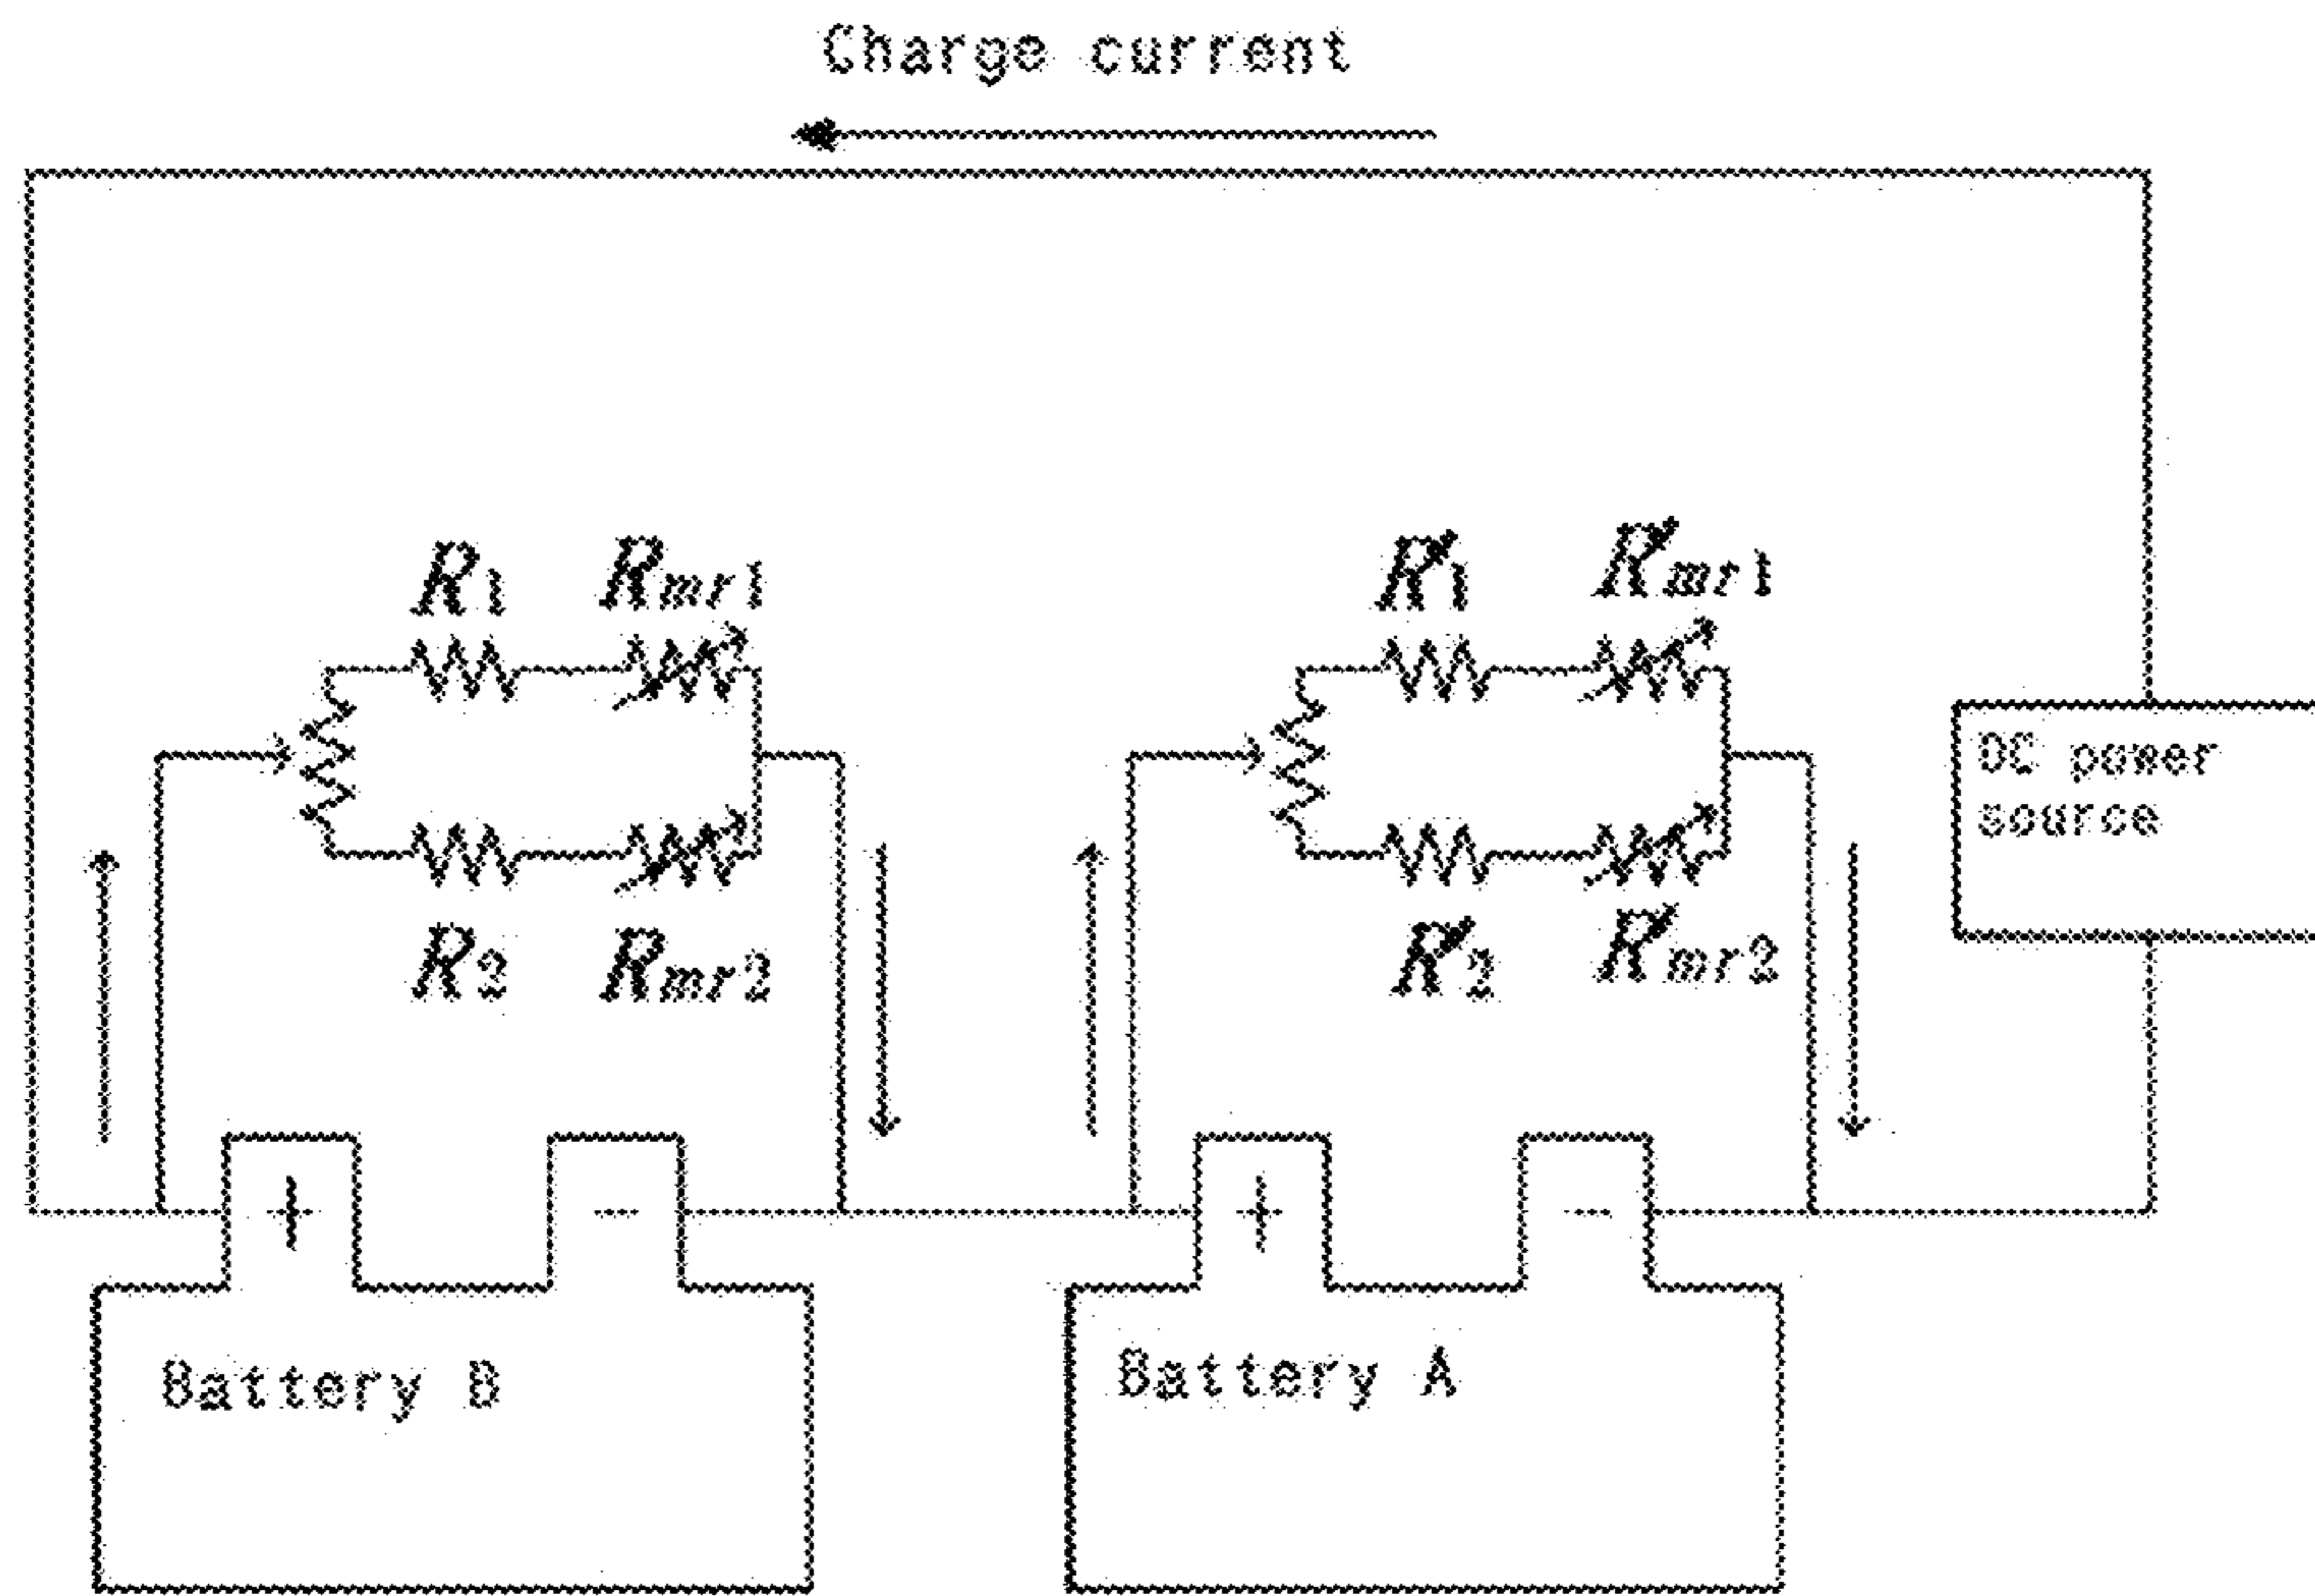 Charge current
R1 Rmr1 R'1 R'mr1
DC power
source
R2 Rmr2 R'2 R'mr2
+ − + −
Battery B Battery A